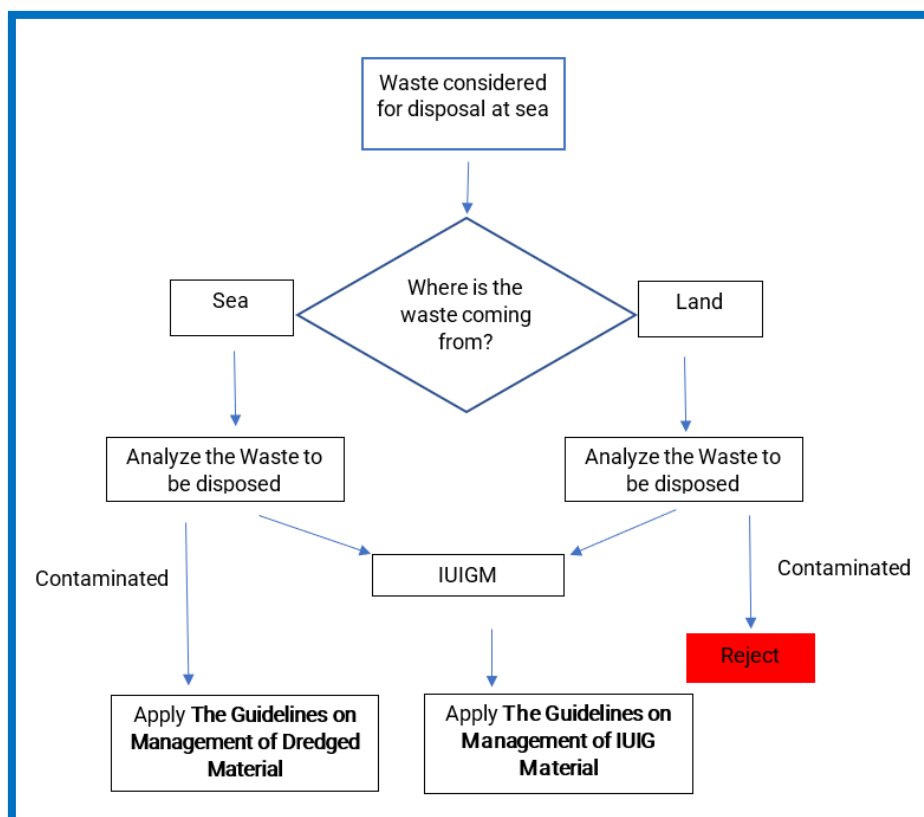 Waste considered
for disposal at sea
Where is the
waste coming
from?
Sea
Land
Analyze the Waste to
be disposed
Analyze the Waste to
be disposed
Contaminated
IUIGM
Contaminated
Reject
Apply The Guidelines on
Management of Dredged
Material
Apply The Guidelines on
Management of IUIG
Material